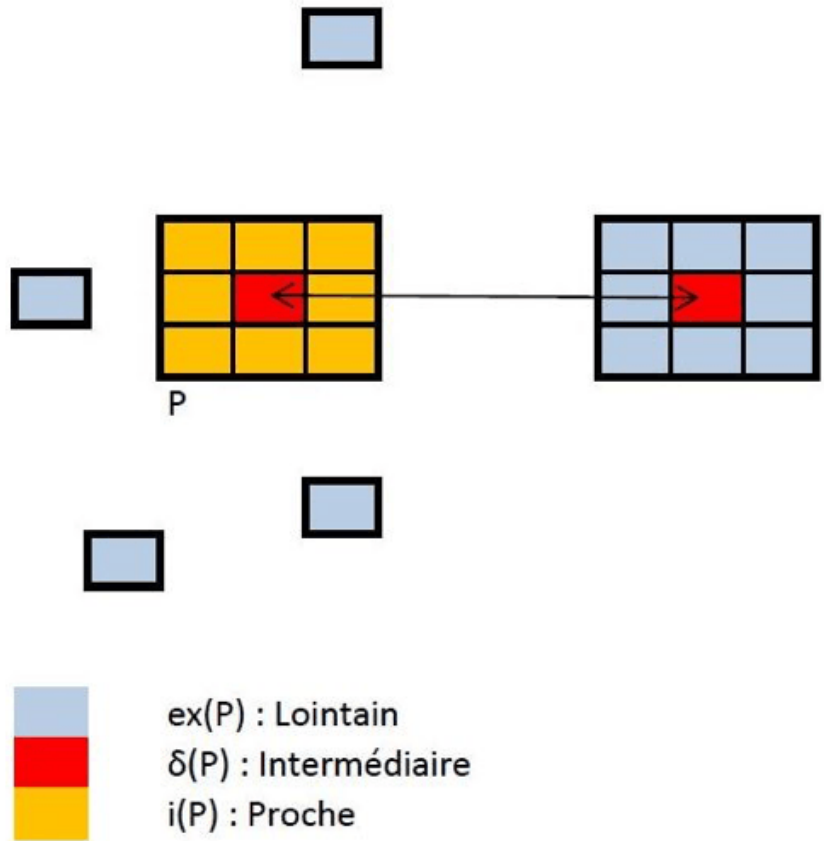 P
ex(P) : Lointain
δ(P) : Intermédiaire
i(P) : Proche